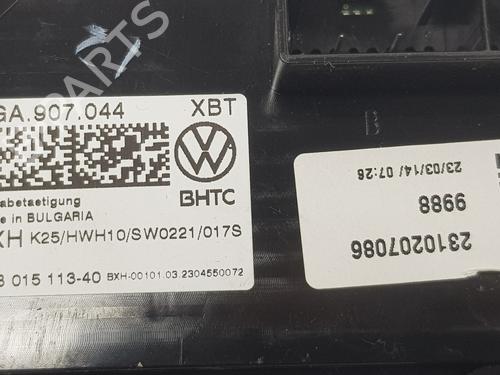 PARTS
GA.907.044 XBT
BHTC
abetaetigung
e in BULGARIA
XH K25/HWH10/SW0221/017S
015 113-40 BXH-00101.03.2304550072
B
23/03/14/ 07:26
9988
2310207086